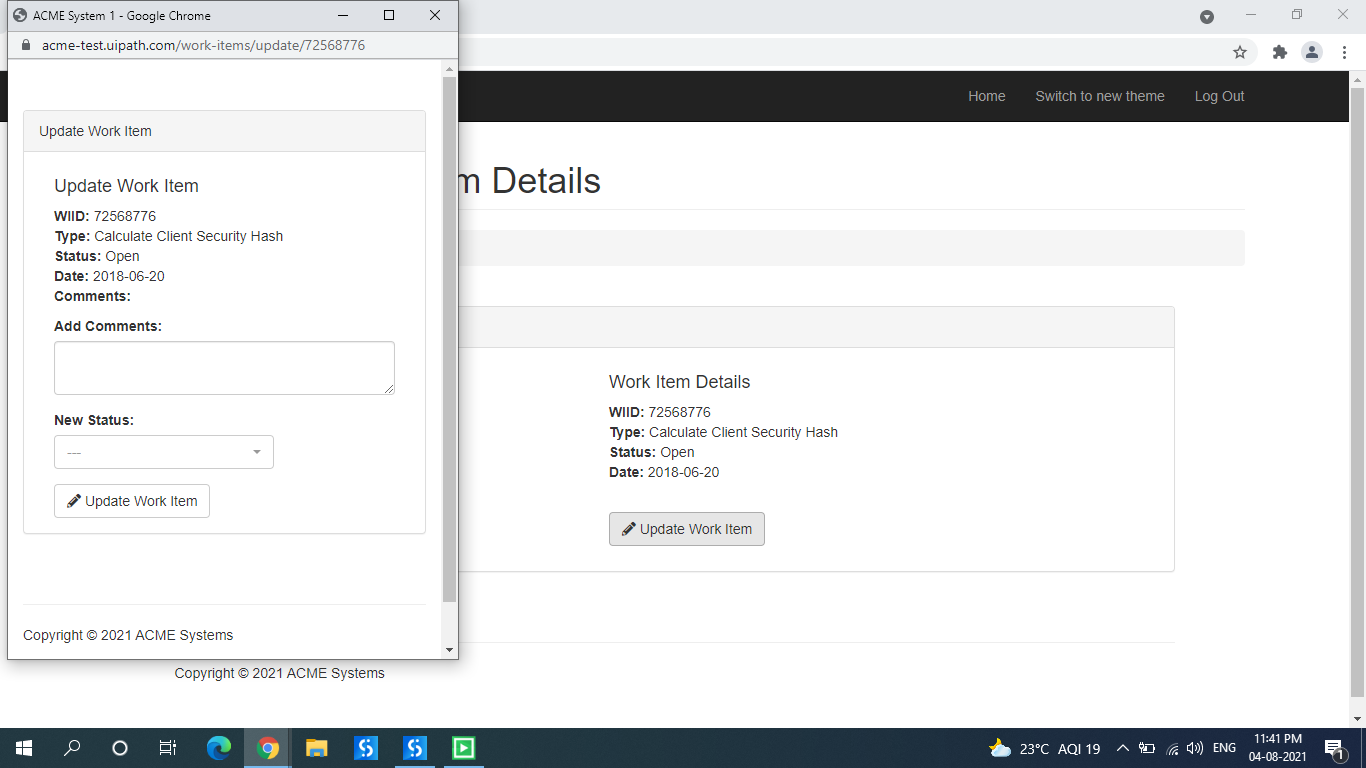 ACME System 1 - Google Chrome
acme-test.uipath.com/work-items/update/72568776
Update Work Item
Update Work Item
WIID: 72568776
Type: Calculate Client Security Hash
Status: Open
Date: 2018-06-20
Comments:
Add Comments:
New Status:
---
Update Work Item
Copyright © 2021 ACME Systems
Home Switch to new theme Log Out
m Details
Work Item Details
WIID: 72568776
Type: Calculate Client Security Hash
Status: Open
Date: 2018-06-20
Update Work Item
Copyright © 2021 ACME Systems
23°C AQI 19 ENG
11:41 PM
04-08-2021
1